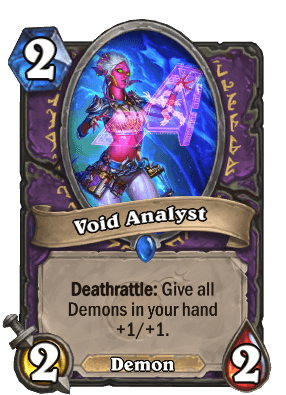 2
Void Analyst
Deathrattle: Give all
Demons in your hand
+1/+1.
2
Demon
2